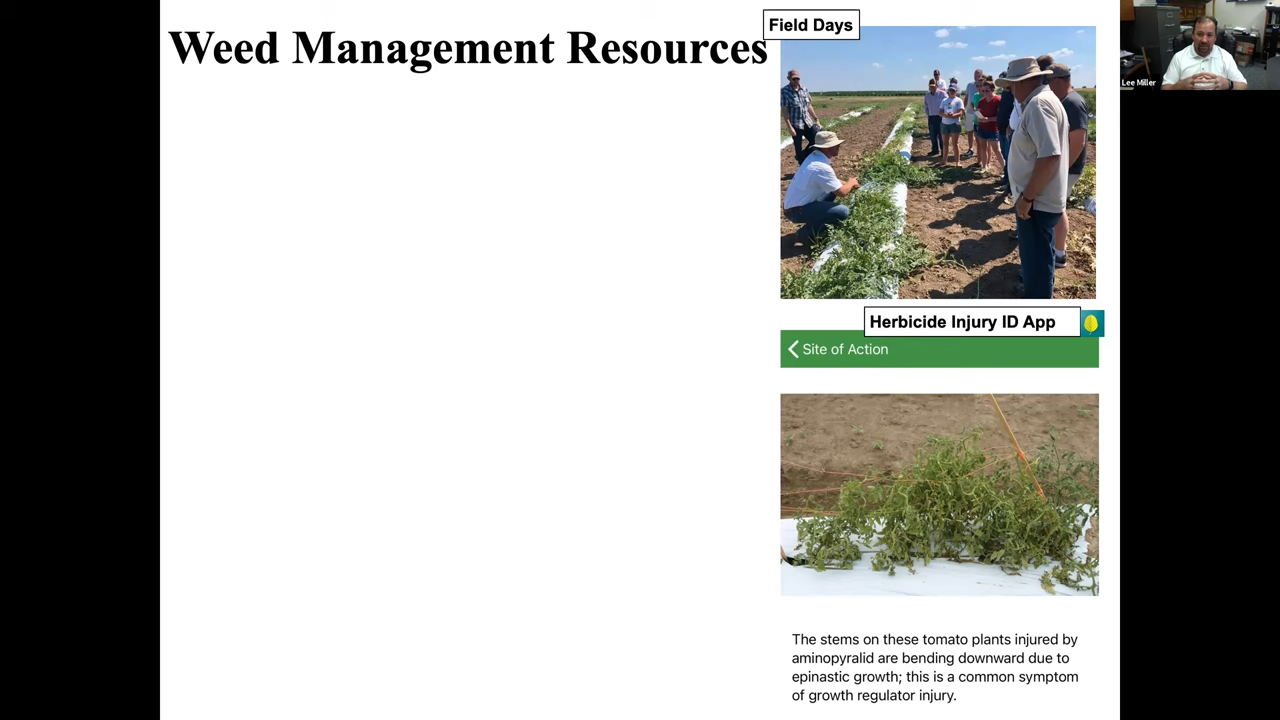 Weed Management Resources
Field Days
Lee Miller
Herbicide Injury ID App
Site of Action
The stems on these tomato plants injured by
aminopyralid are bending downward due to
epinastic growth; this is a common symptom
of growth regulator injury.